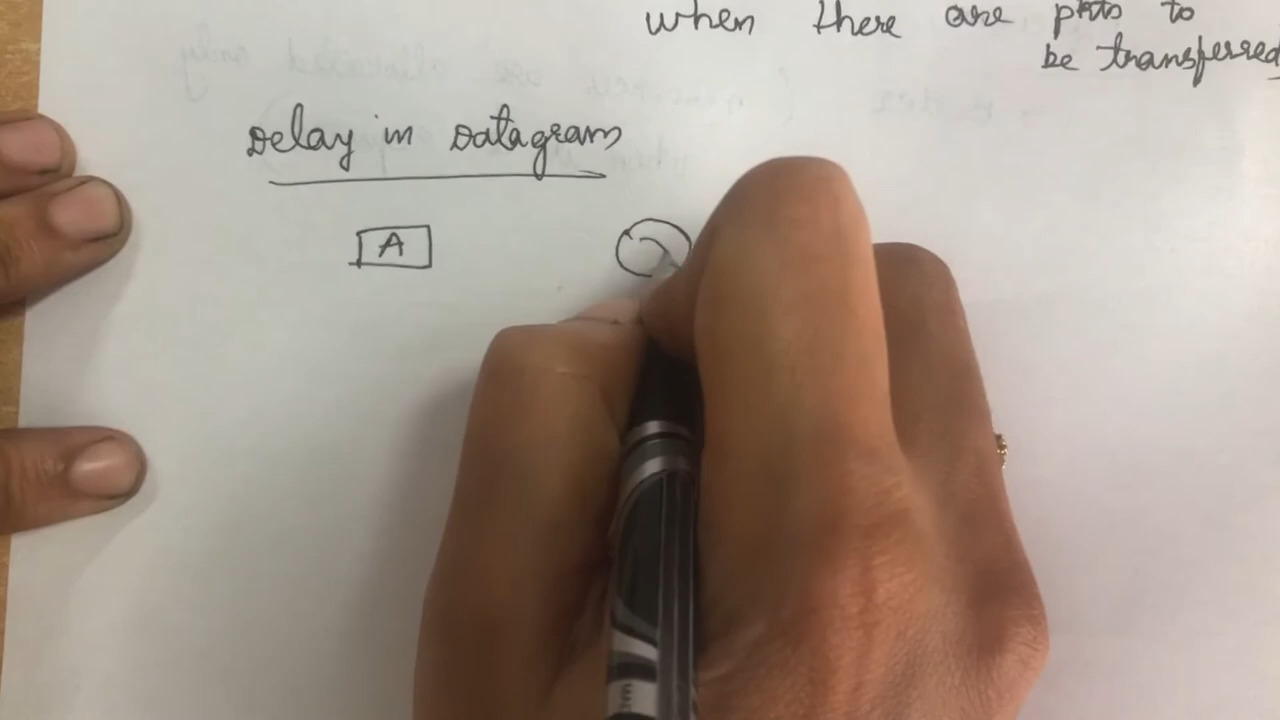 when there are pkts to
be transferred
Delay in Datagram
A